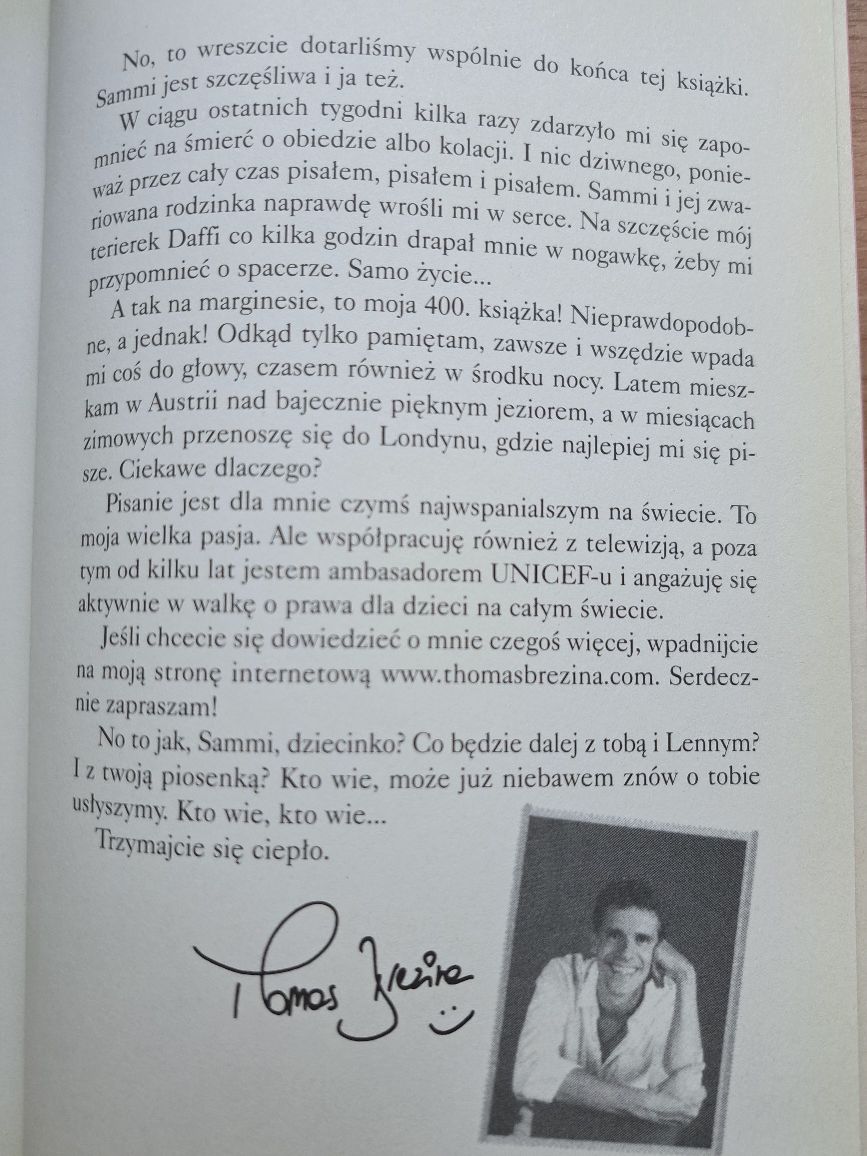 No, to wreszcie dotarliśmy wspólnie do końca tej książki.
Sammi jest szczęśliwa i ja też.
W ciągu ostatnich tygodni kilka razy zdarzyło mi się zapo-
mnieć na śmierć o obiedzie albo kolacji. I nic dziwnego, ponie-
waż przez cały czas pisałem, pisałem i pisałem. Sammi i jej zwa-
riowana rodzinka naprawdę wrośli mi w serce. Na szczęście mój
terierek Daffi co kilka godzin drapał mnie w nogawkę, żeby mi
przypomnieć o spacerze. Samo życie...
A tak na marginesie, to moja 400. książka! Nieprawdopodob-
ne, a jednak! Odkąd tylko pamiętam, zawsze i wszędzie wpada
mi coś do głowy, czasem również w środku nocy. Latem miesz-
kam w Austrii nad bajecznie pięknym jeziorem, a w miesiącach
zimowych przenoszę się do Londynu, gdzie najlepiej mi się pi-
sze. Ciekawe dlaczego?
Pisanie jest dla mnie czymś najwspanialszym na świecie. To
moja wielka pasja. Ale współpracuję również z telewizją, a poza
tym od kilku lat jestem ambasadorem UNICEF-u i angażuję się
aktywnie w walkę o prawa dla dzieci na całym świecie.
Jeśli chcecie się dowiedzieć o mnie czegoś więcej, wpadnijcie
na moją stronę internetową www.thomasbrezina.com. Serdecz-
nie zapraszam!
No to jak, Sammi, dziecinko? Co będzie dalej z tobą i Lennym?
I z twoją piosenką? Kto wie, może już niebawem znów o tobie
usłyszymy. Kto wie, kto wie...
Trzymajcie się ciepło.
Thomas Brezina